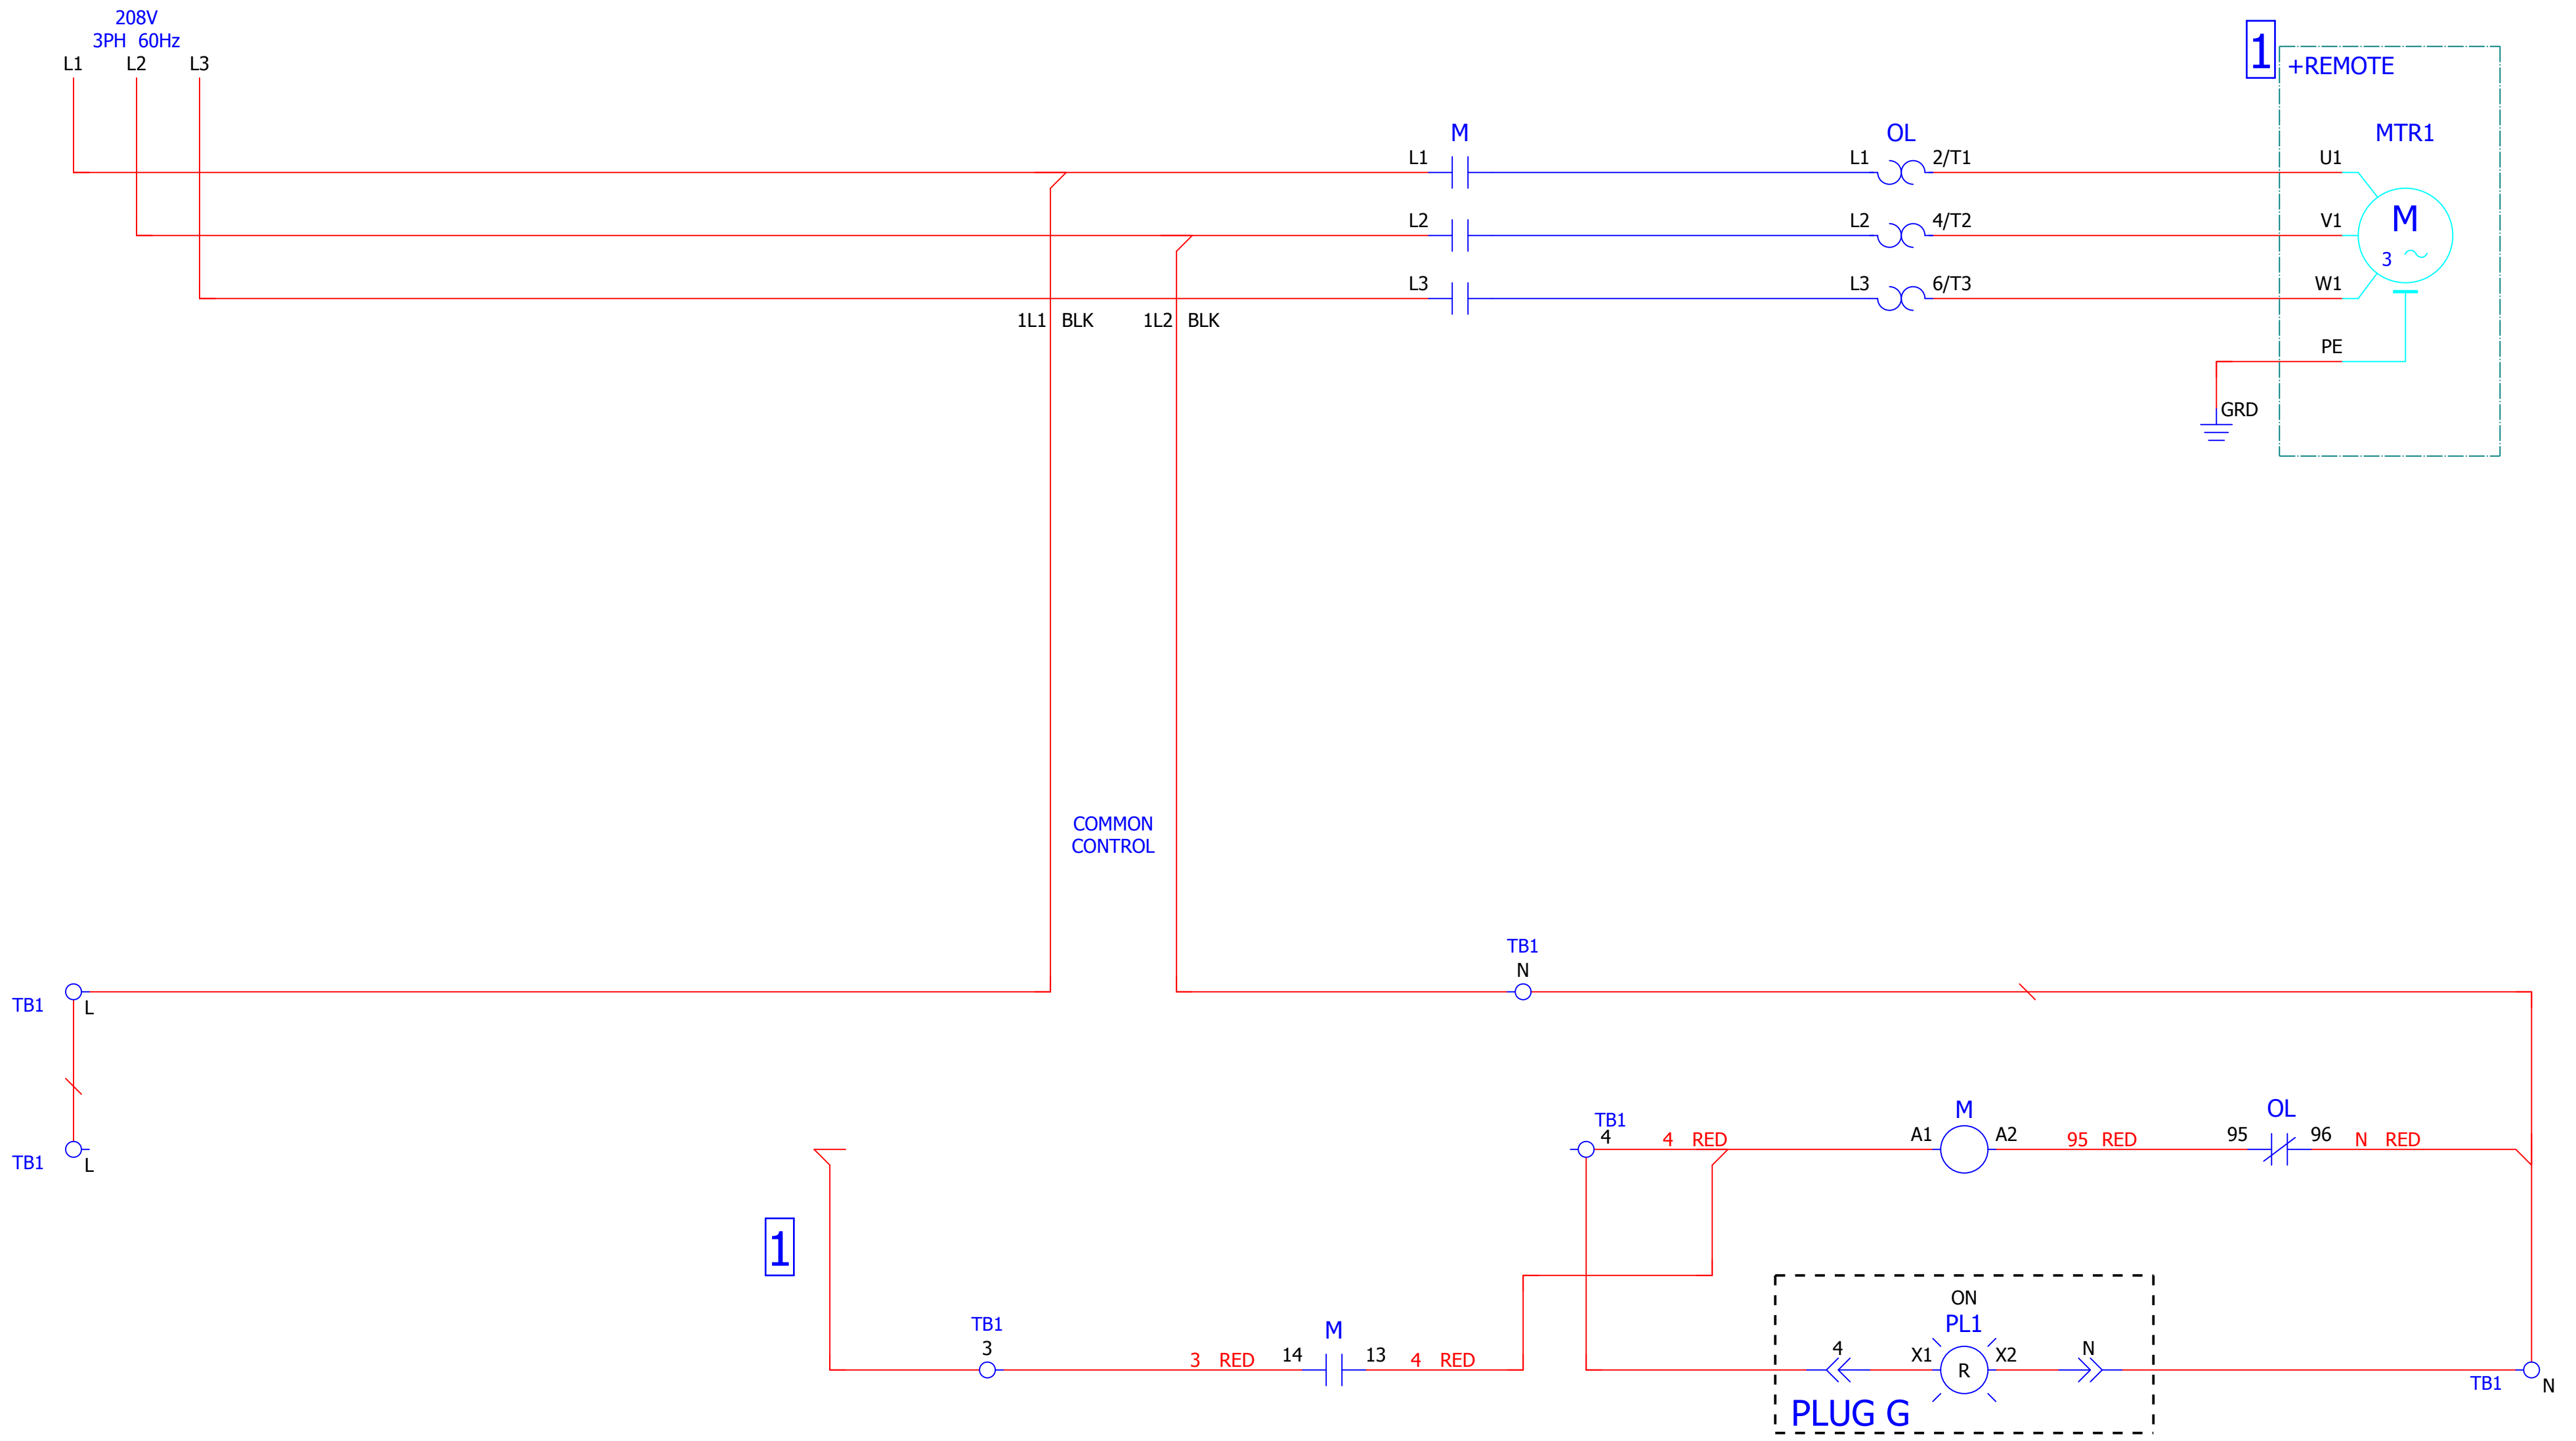 208V
3PH 60Hz
L1 L2 L3
1
+REMOTE
M OL MTR1
L1 L1 2/T1 U1
L2 L2 4/T2 V1
M
3
L3 L3 6/T3 W1
1L1 BLK 1L2 BLK
PE
GRD
COMMON
CONTROL
TB1
N
TB1 L
M OL
TB1
4 4 RED A1 A2 95 RED 95 96 N RED
TB1 L
1
ON
TB1 M PL1
3 3 RED 14 13 4 RED 4 X1 R X2 N
TB1 N
PLUG G